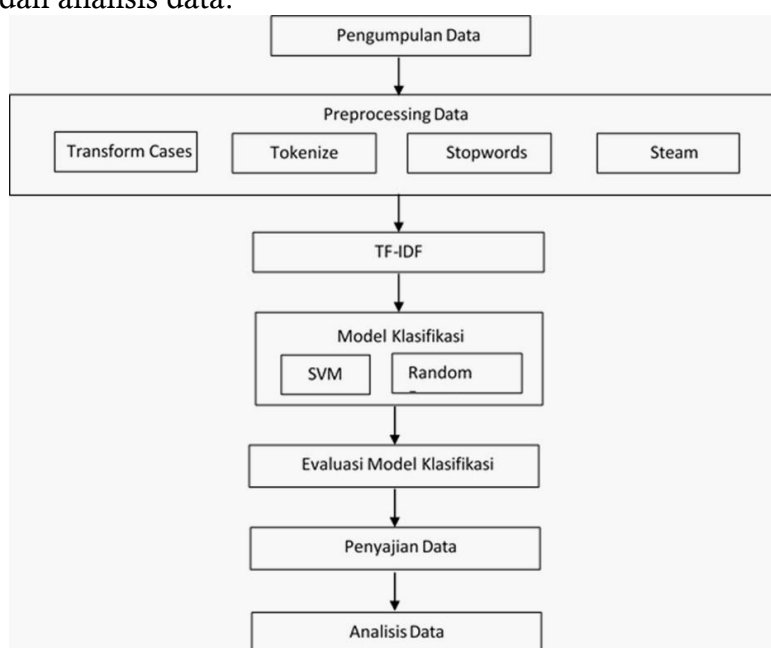 dan analisis data.
Pengumpulan Data
Preprocessing Data
Transform Cases
Tokenize
Stopwords
Steam
TF-IDF
Model Klasifikasi
SVM
Random
Evaluasi Model Klasifikasi
Penyajian Data
Analisis Data